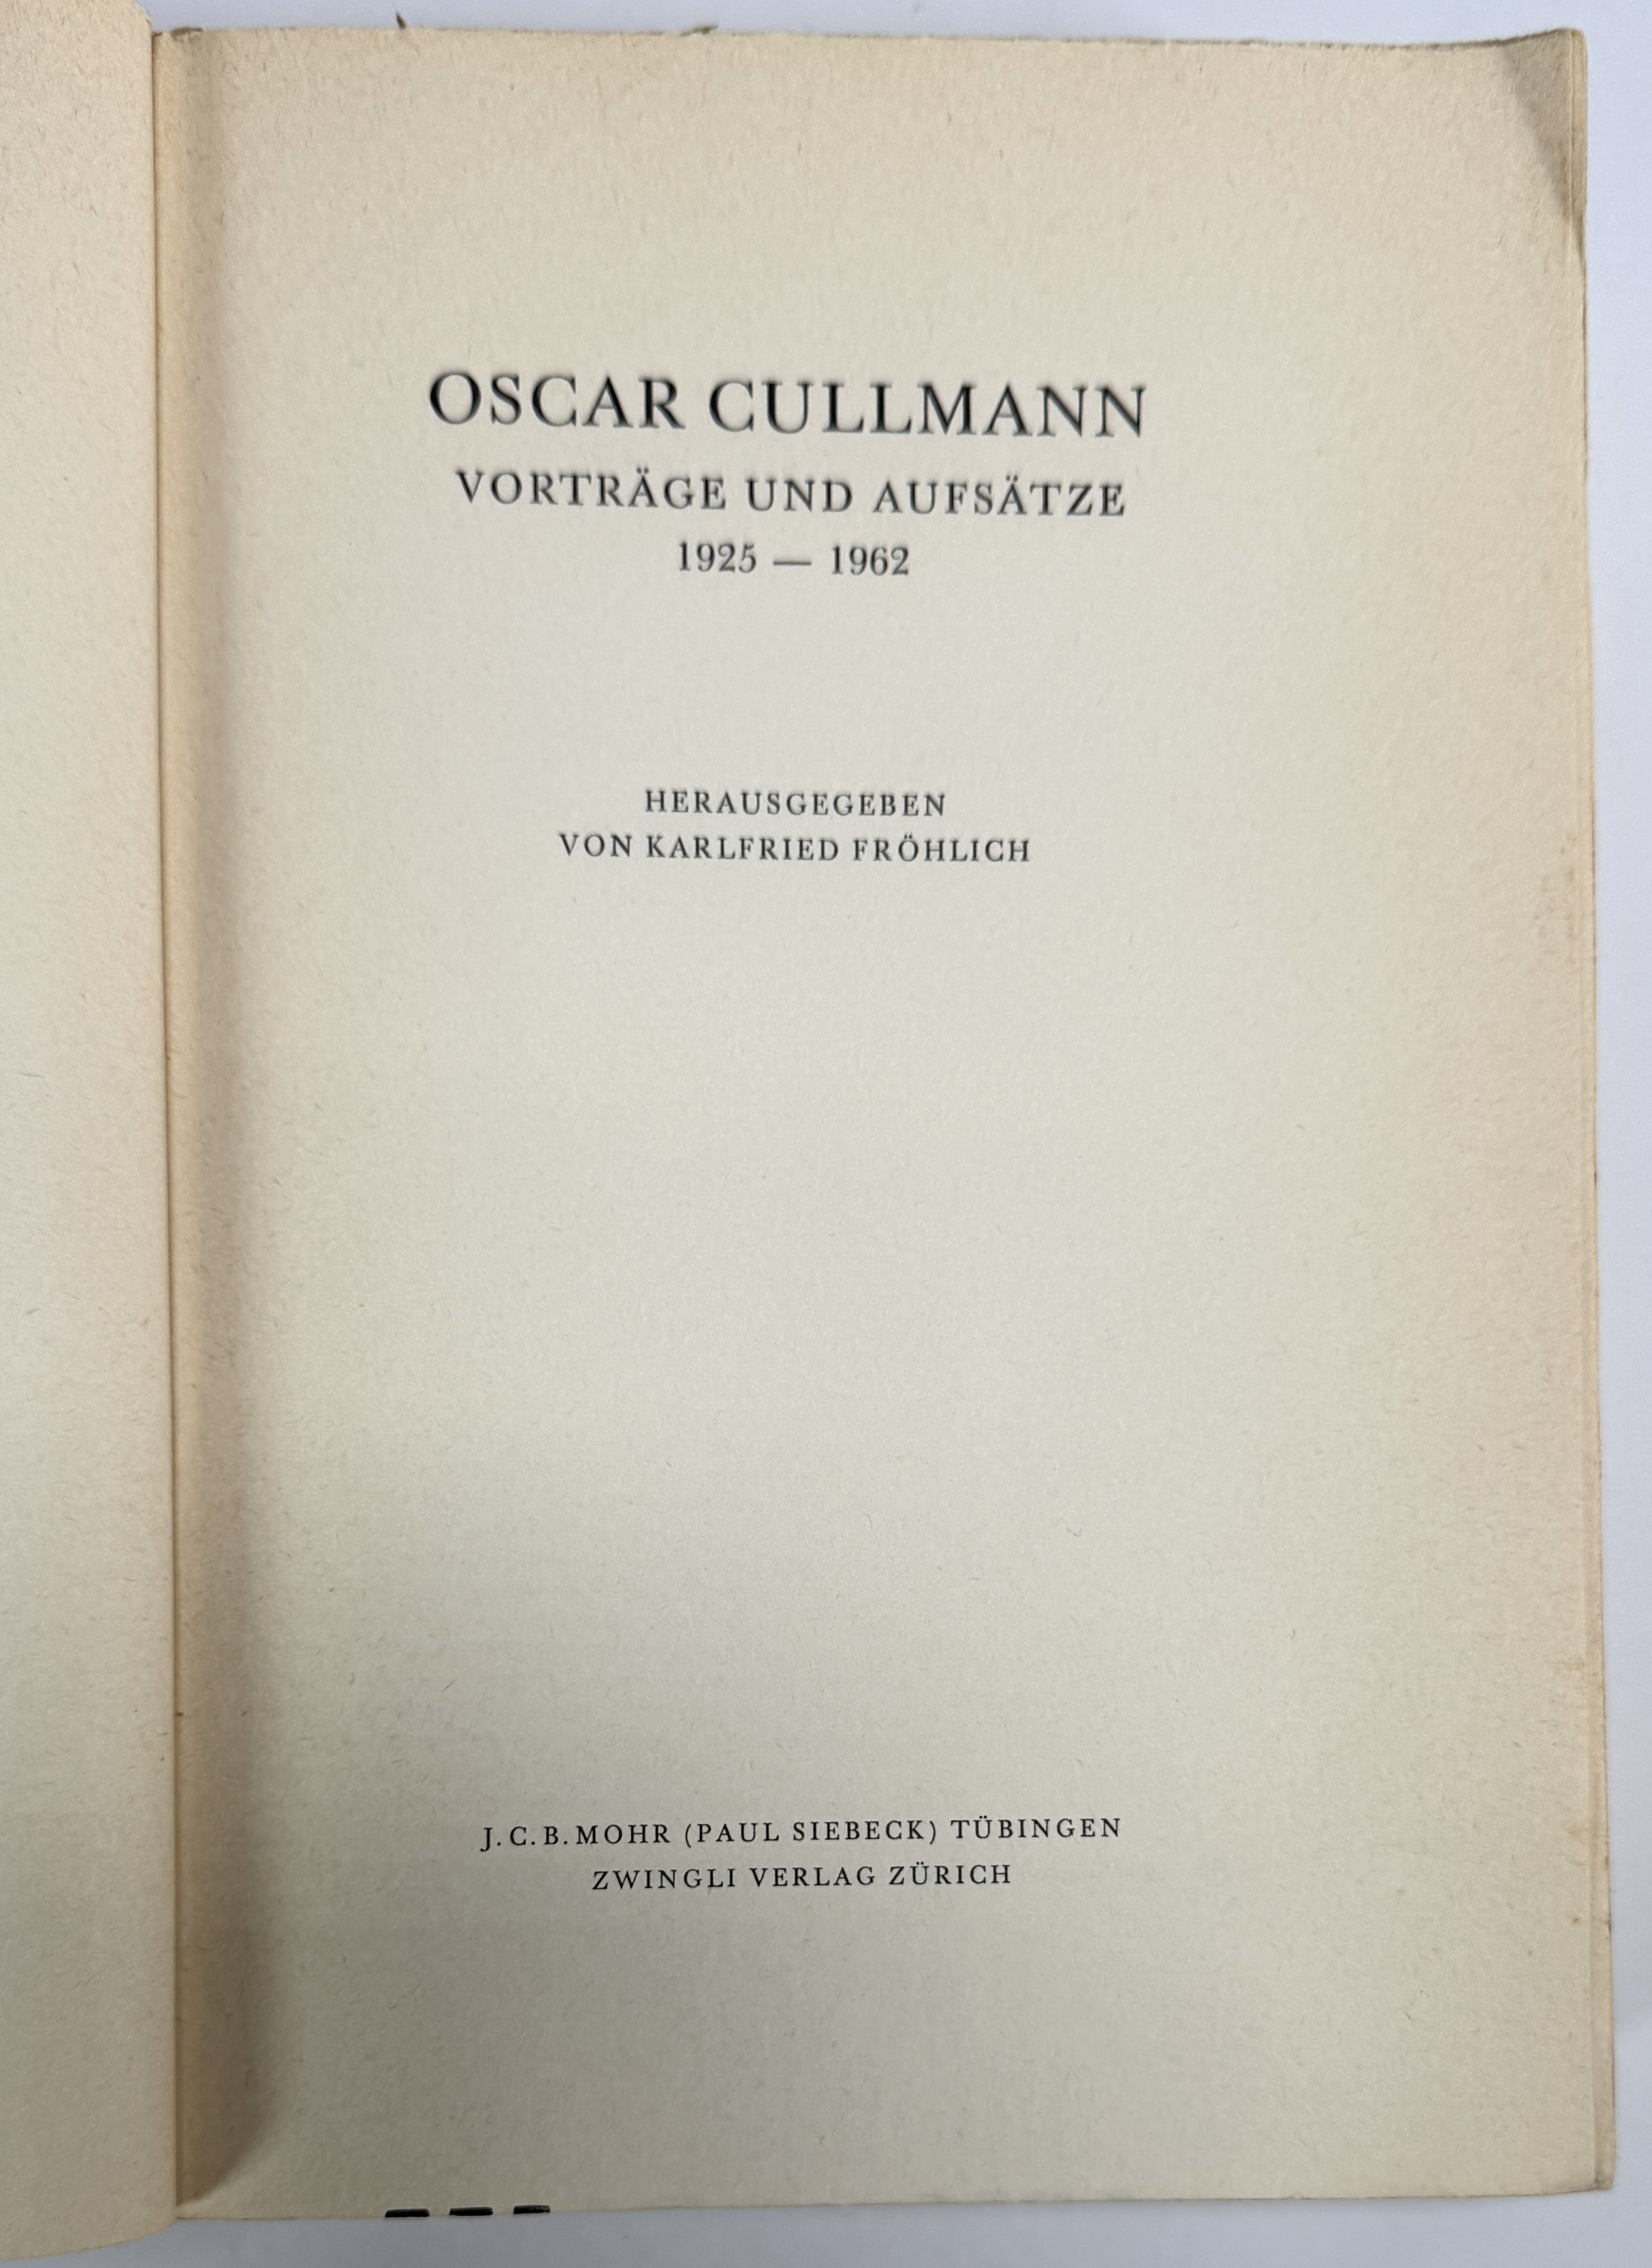 OSCAR CULLMANN
VORTRÄGE UND AUFSÄTZE
1925 — 1962
HERAUSGEGEBEN
VON KARLFRIED FRÖHLICH
J. C. B. MOHR (PAUL SIEBECK) TÜBINGEN
ZWINGLI VERLAG ZÜRICH